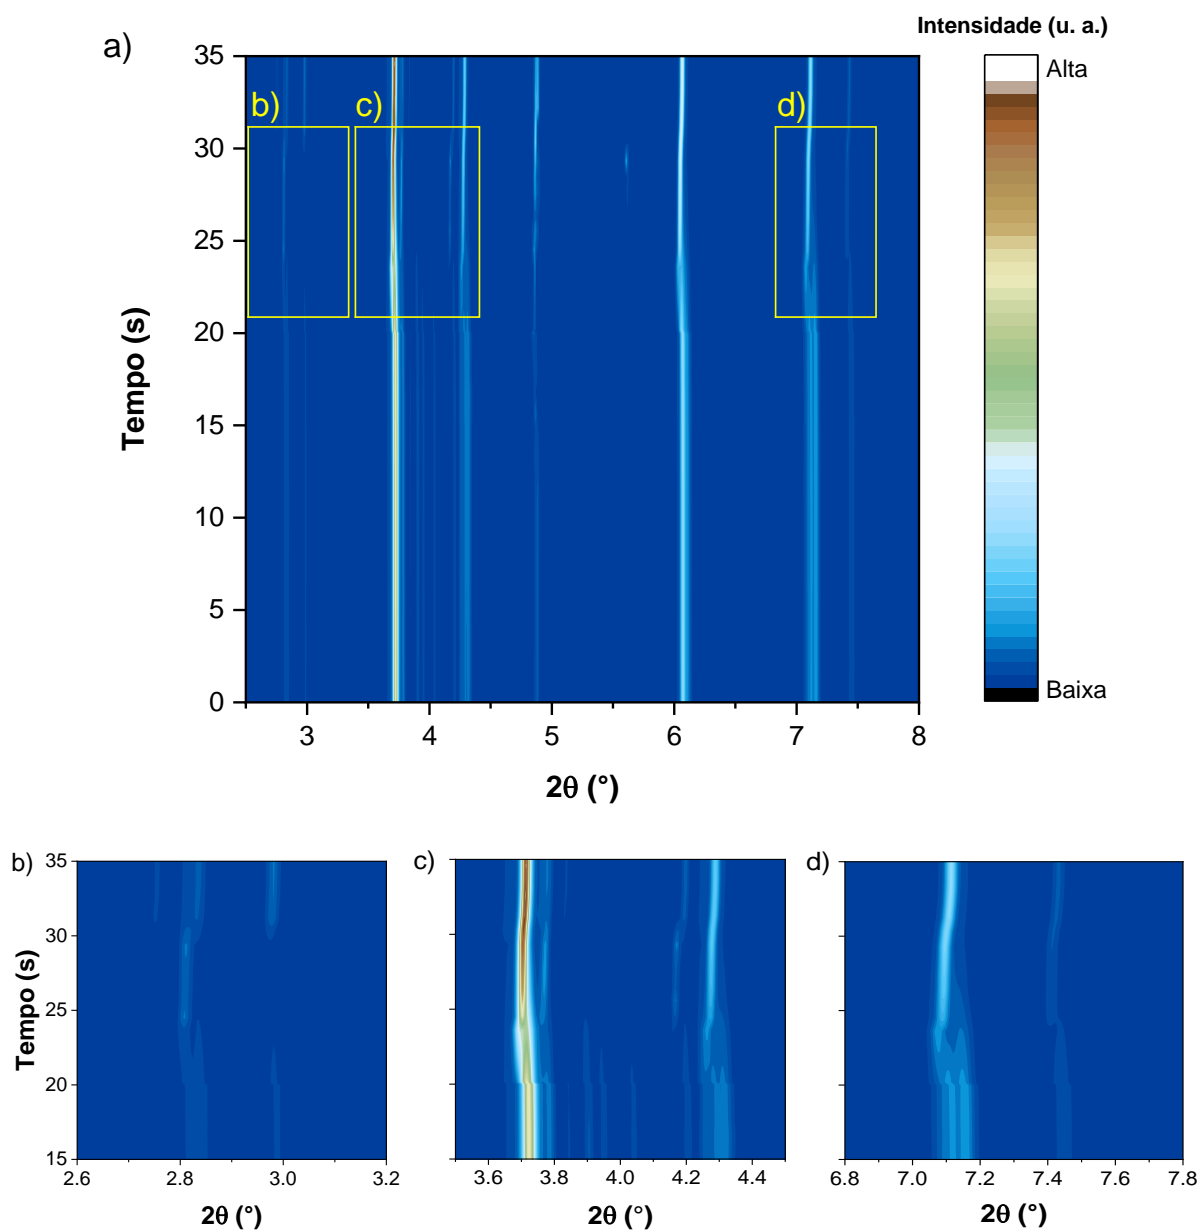 a)
Intensidade (u. a.)
Alta
Baixa
b)
c)
d)
35
30
25
20
15
10
5
0
Tempo (s)
3
4
5
6
7
8
2θ (°)
b)
35
30
25
20
15
Tempo (s)
2.6
2.8
3.0
3.2
2θ (°)
c)
3.6
3.8
4.0
4.2
4.4
2θ (°)
d)
6.8
7.0
7.2
7.4
7.6
7.8
2θ (°)